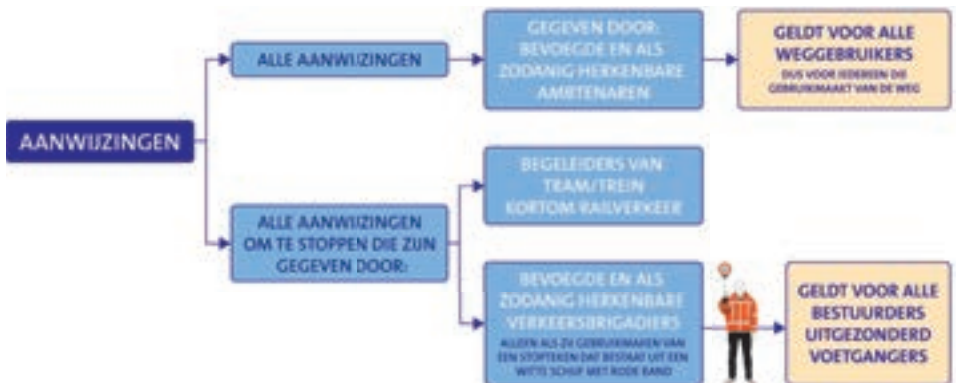 AANWIJZINGEN
ALLE AANWIJZINGEN
GEGEVEN DOOR:
BEVOEGDE EN ALS
ZODANIG HERKENBARE
AMBTENAREN
GELDT VOOR ALLE
WEGGEBRUIKERS
DUS VOOR IEDEREEN DIE
GEBRUIKMAAKT VAN DE WEG
ALLE AANWIJZINGEN
OM TE STOPPEN DIE ZIJN
GEGEVEN DOOR:
BEGELEIDERS VAN
TRAM/TREIN
KORTOM RAILVERKEER
BEVOEGDE EN ALS
ZODANIG HERKENBARE
VERKEERSBRIGADIERS
ALLEEN ALS ZIJ GEBRUIKMAKEN VAN
EEN STOPTEKEN DAT BESTAAT UIT EEN
WITTE SCHIJF MET RODE RAND
GELDT VOOR ALLE
BESTUURDERS
UITGEZONDERD
VOETGANGERS